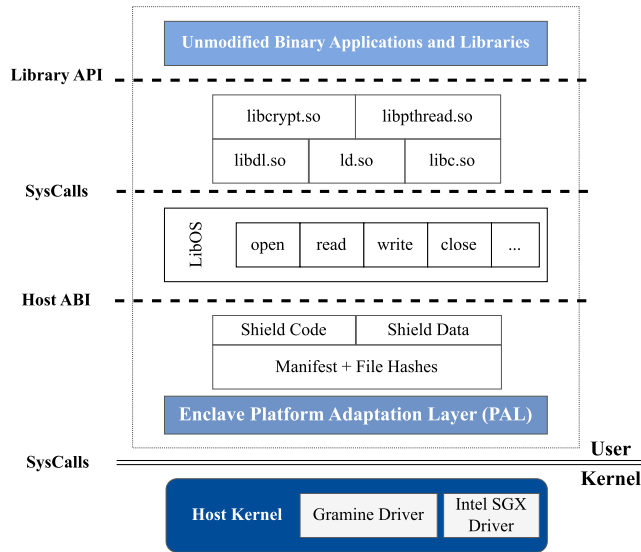 Unmodified Binary Applications and Libraries
Library API
libcrypt.so
libpthread.so
libdl.so
ld.so
libc.so
SysCalls
LibOS
open
read
write
close
...
Host ABI
Shield Code
Shield Data
Manifest + File Hashes
Enclave Platform Adaptation Layer (PAL)
User
SysCalls
Kernel
Host Kernel
Gramine Driver
Intel SGX
Driver